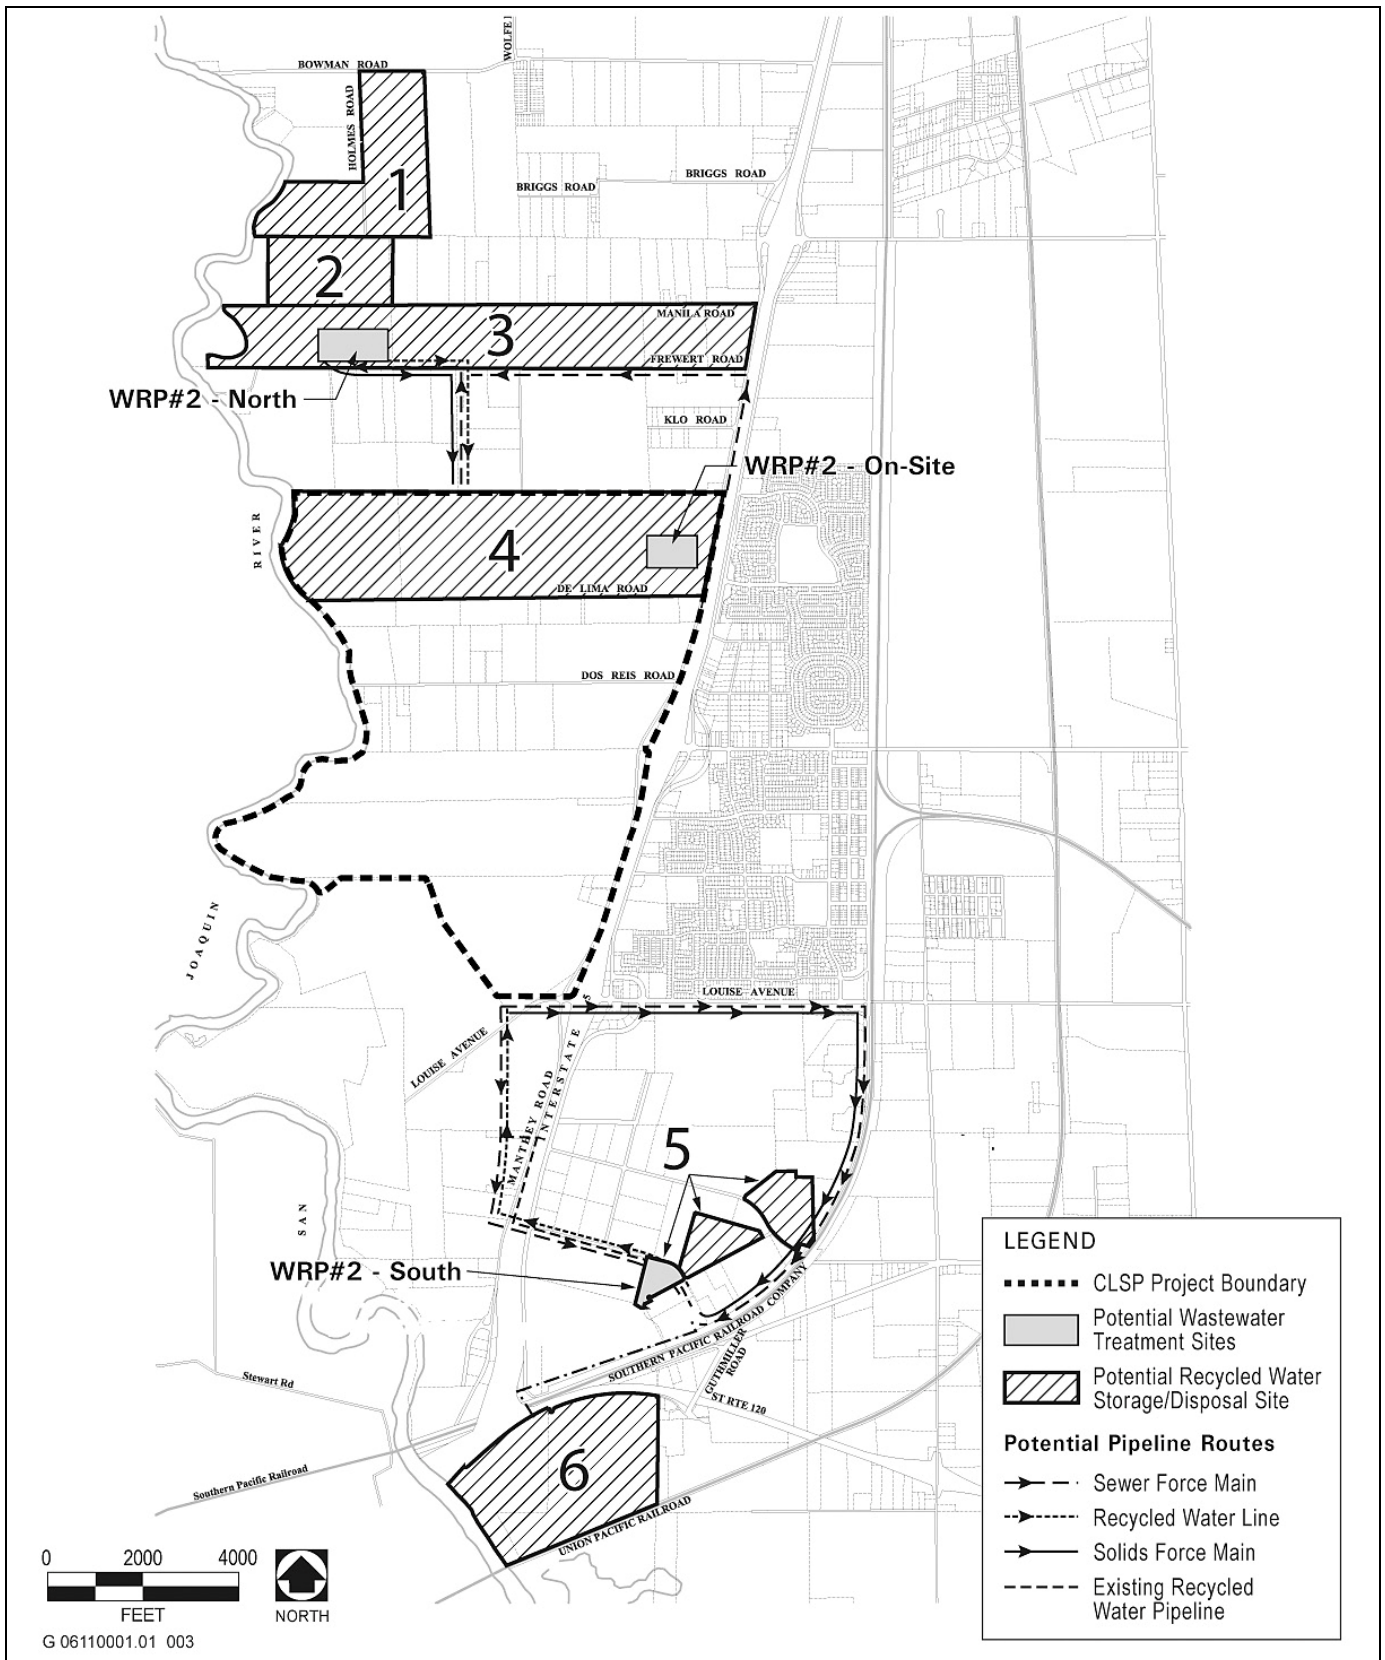 WOLFE
BOWMAN ROAD
HOLMES ROAD
1
BRIGGS ROAD
BRIGGS ROAD
2
3
MANILA ROAD
FREWERT ROAD
WRP#2 - North
KLO ROAD
WRP#2 - On-Site
RIVER
4
DE LIMA ROAD
DOS REIS ROAD
JOAQUIN
LOUISE AVENUE
5
LOUISE AVENUE
MANTHEY ROAD
INTERSTATE
5
SAN
WRP#2 - South
SOUTHERN PACIFIC RAILROAD COMPANY
GUTHMILLER
ROAD
Stewart Rd
ST RTE 120
6
Southern Pacific Railroad
UNION PACIFIC RAILROAD
LEGEND
CLSP Project Boundary
Potential Wastewater
Treatment Sites
Potential Recycled Water
Storage/Disposal Site
Potential Pipeline Routes
Sewer Force Main
Recycled Water Line
Solids Force Main
Existing Recycled
Water Pipeline
0 2000 4000
FEET
NORTH
G 06110001.01 003